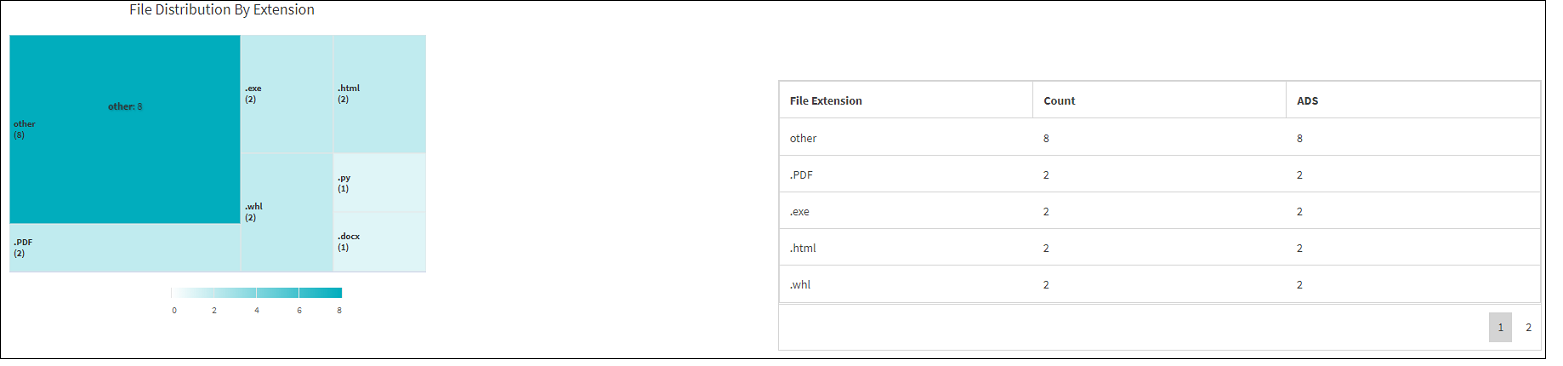 File Distribution By Extension
other: 8
other
(8)
.PDF
(2)
.exe
(2)
.html
(2)
.whl
(2)
.py
(1)
.docx
(1)
0 2 4 6 8
File Extension Count ADS
other 8 8
.PDF 2 2
.exe 2 2
.html 2 2
.whl 2 2
1 2